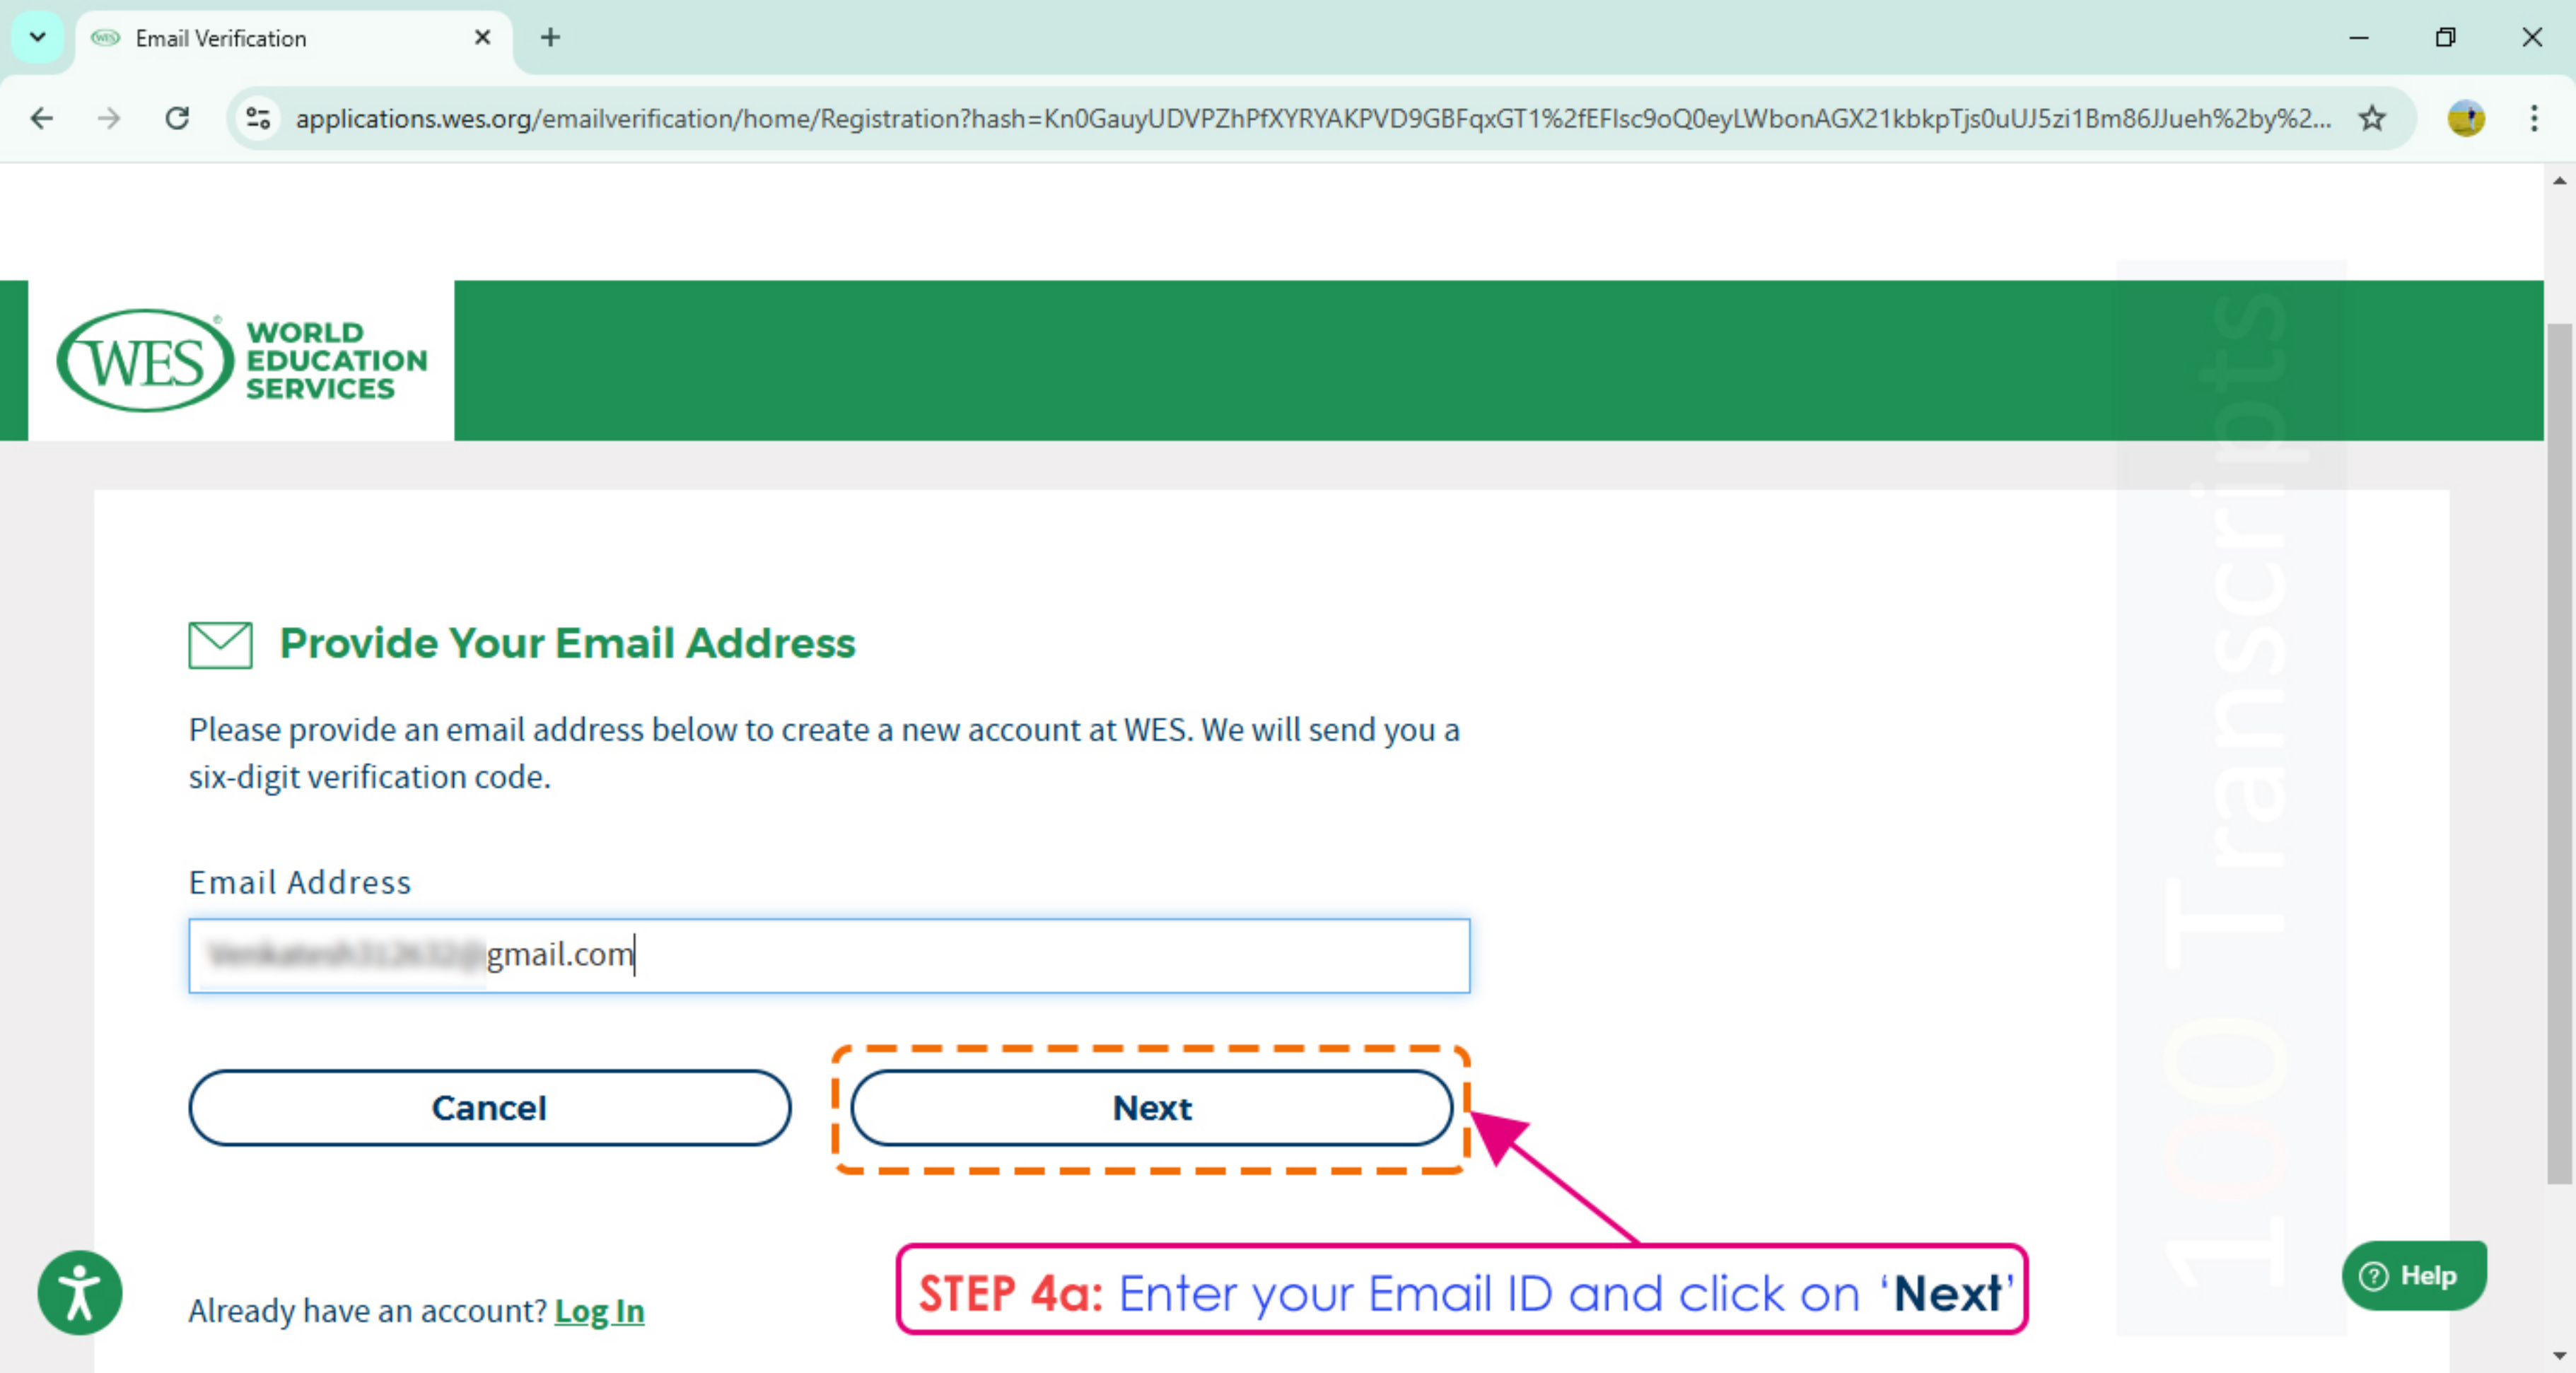 Email Verification
applications.wes.org/emailverification/home/Registration?hash=Kn0GauyUDVPZhPfXYRYAKPVD9GBFqxGT1%2fEFIsc9oQ0eyLWbonAGX21kbkpTjs0uUJ5zi1Bm86JJueh%2by%2...
WES
WORLD
EDUCATION
SERVICES
Provide Your Email Address
Please provide an email address below to create a new account at WES. We will send you a
six-digit verification code.
Email Address
gmail.com
Cancel
Next
STEP 4a: Enter your Email ID and click on ‘Next’
Already have an account? Log In
Help
100 Transcripts